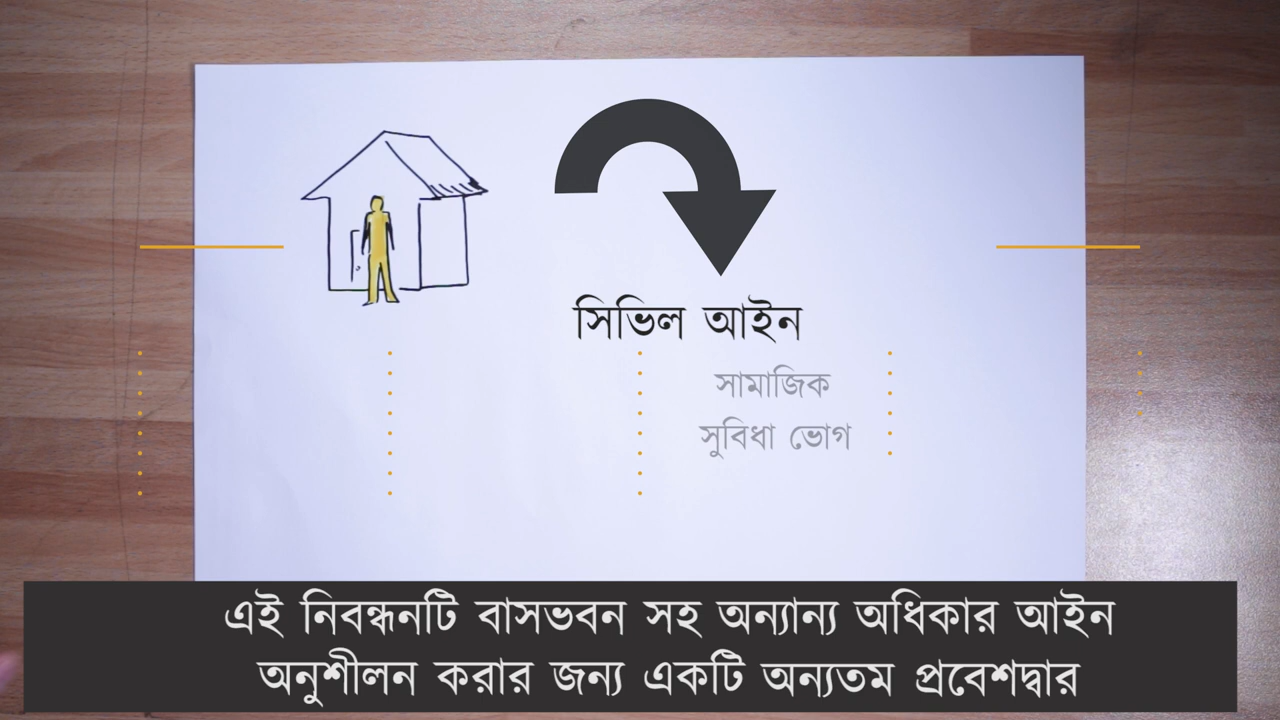 সিভিল আইন
সামাজিক
সুবিধা ভোগ
এই নিবন্ধনটি বাসভবন সহ অন্যান্য অধিকার আইন
অনুশীলন করার জন্য একটি অন্যতম প্রবেশদ্বার